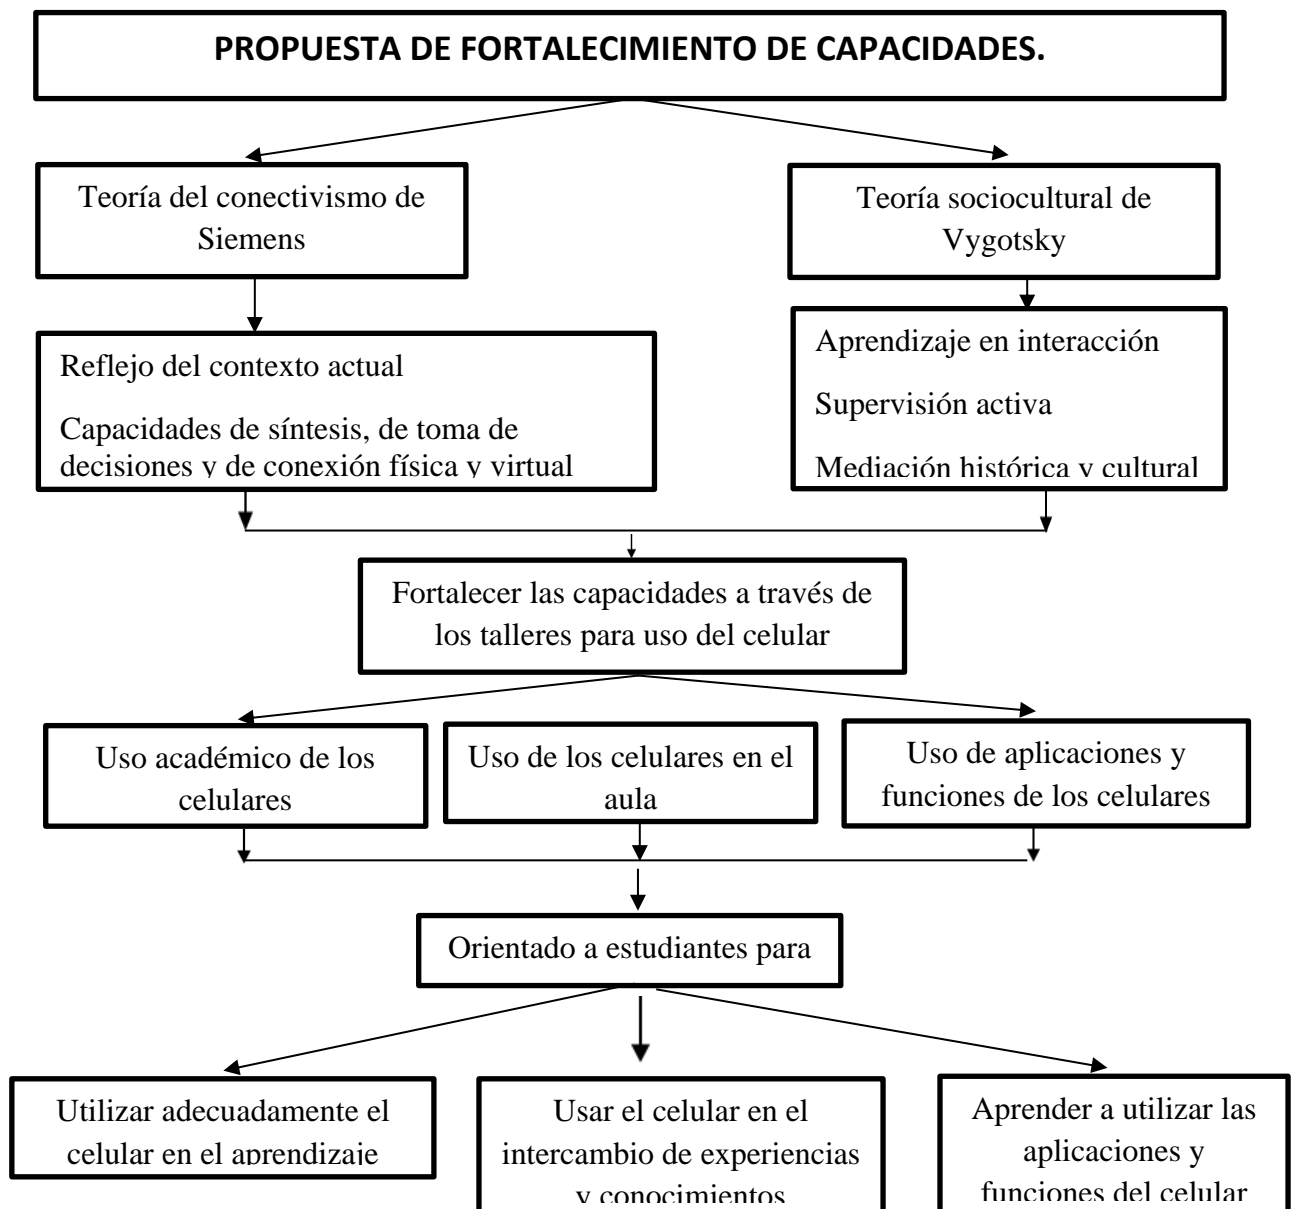 PROPUESTA DE FORTALECIMIENTO DE CAPACIDADES.
Teoría del conectivismo de
Siemens
Teoría sociocultural de
Vygotsky
Reflejo del contexto actual
Capacidades de síntesis, de toma de
decisiones y de conexión física y virtual
Aprendizaje en interacción
Supervisión activa
Mediación histórica y cultural
Fortalecer las capacidades a través de
los talleres para uso del celular
Uso académico de los
celulares
Uso de los celulares en el
aula
Uso de aplicaciones y
funciones de los celulares
Orientado a estudiantes para
Utilizar adecuadamente el
celular en el aprendizaje
Usar el celular en el
intercambio de experiencias
y conocimientos
Aprender a utilizar las
aplicaciones y
funciones del celular